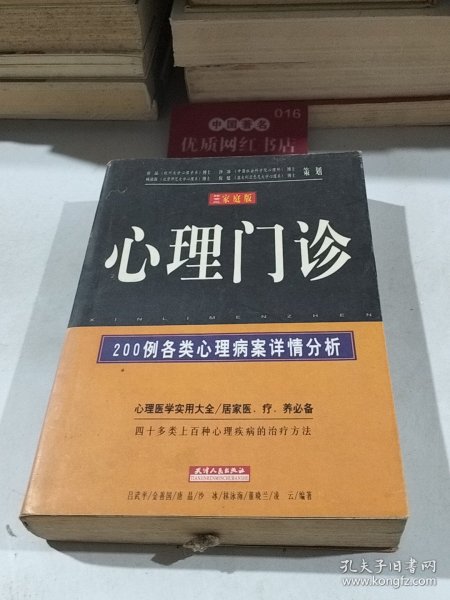 016
中国著名
优质网红书店
策划
家庭版
心理门诊
XINLIMENZHEN
200例各类心理病案详情分析
心理医学实用大全/居家医、疗、养必备
四十多类上百种心理疾病的治疗方法
天津人民出版社
TIANJINRENMINCHUBANSHE
孔夫子旧书网
www.kongfz.com